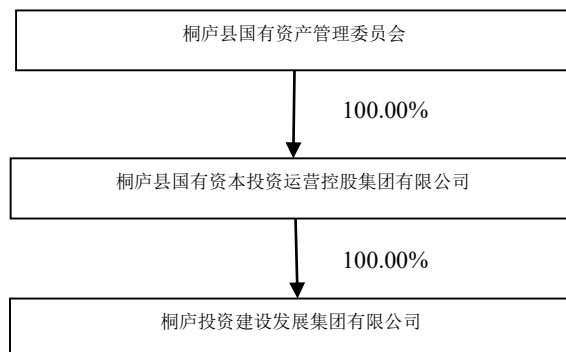 桐庐县国有资产管理委员会
100.00%
桐庐县国有资本投资运营控股集团有限公司
100.00%
桐庐投资建设发展集团有限公司